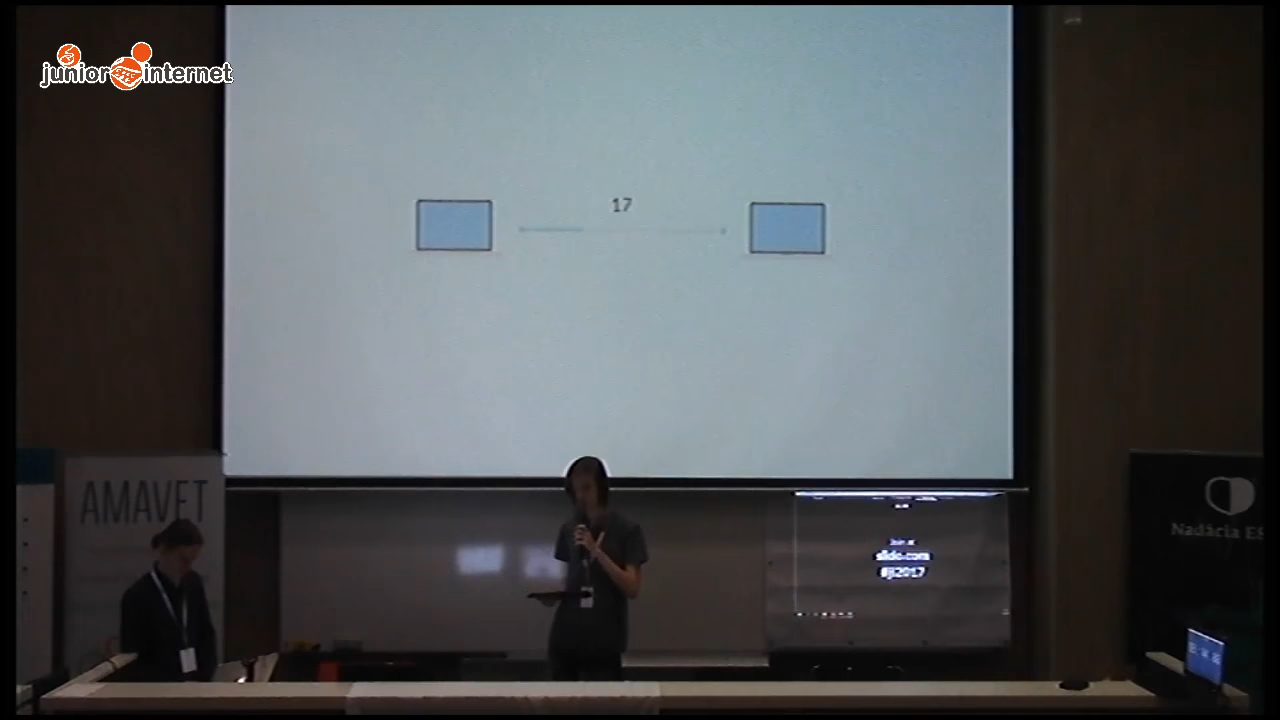 junior internet
17
AMAVET
Nadácia ES
Join at
slido.com
#ji2017